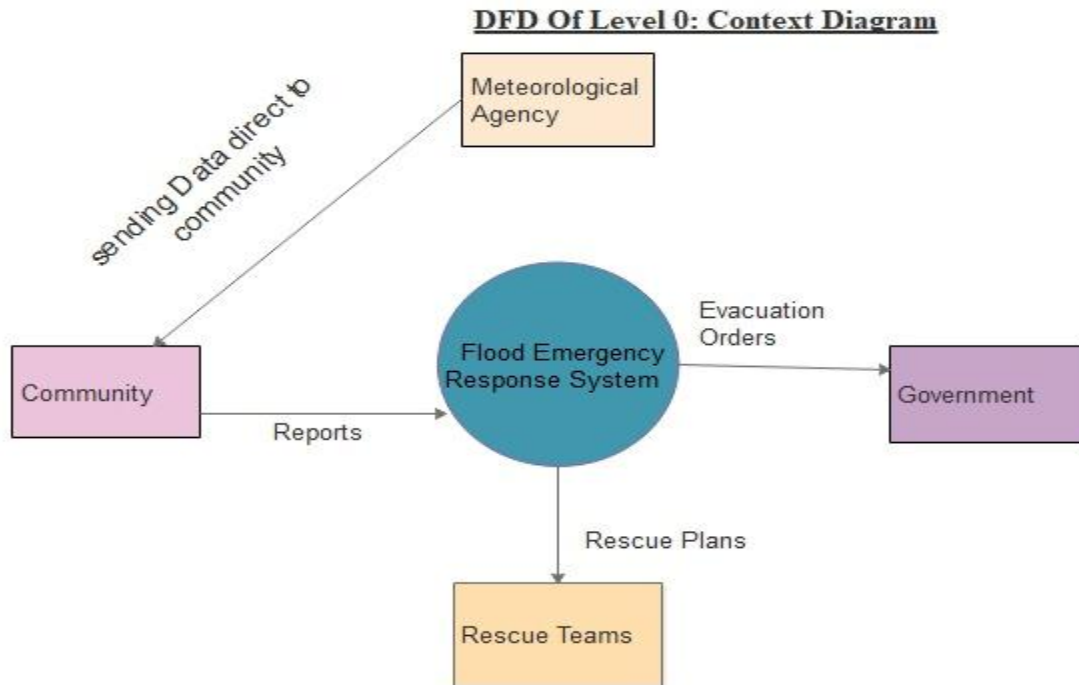 DFD Of Level 0: Context Diagram
Meteorological
Agency
sending Data direct to
community
Flood Emergency
Response System
Evacuation
Orders
Community
Government
Reports
Rescue Plans
Rescue Teams